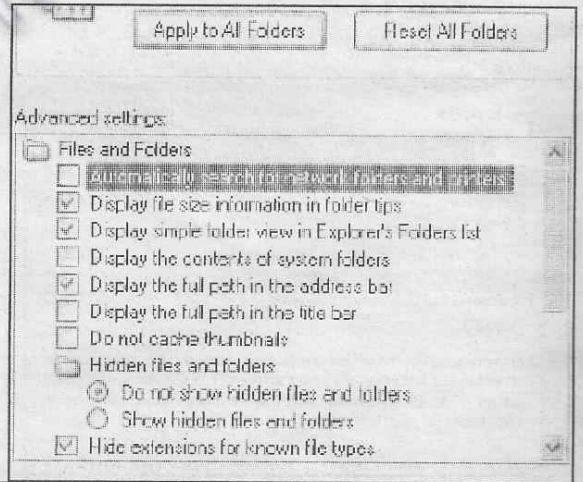 Apply to All Folders
Reset All Folders
Advanced settings:
Files and Folders
Automatically search for network folders and printers
Display file size information in folder tips
Display simple folder view in Explorer's Folders list
Display the contents of system folders
Display the full path in the address bar
Display the full path in the title bar
Do not cache thumbnails
Hidden files and folders
Do not show hidden files and folders
Show hidden files and folders
Hide extensions for known file types